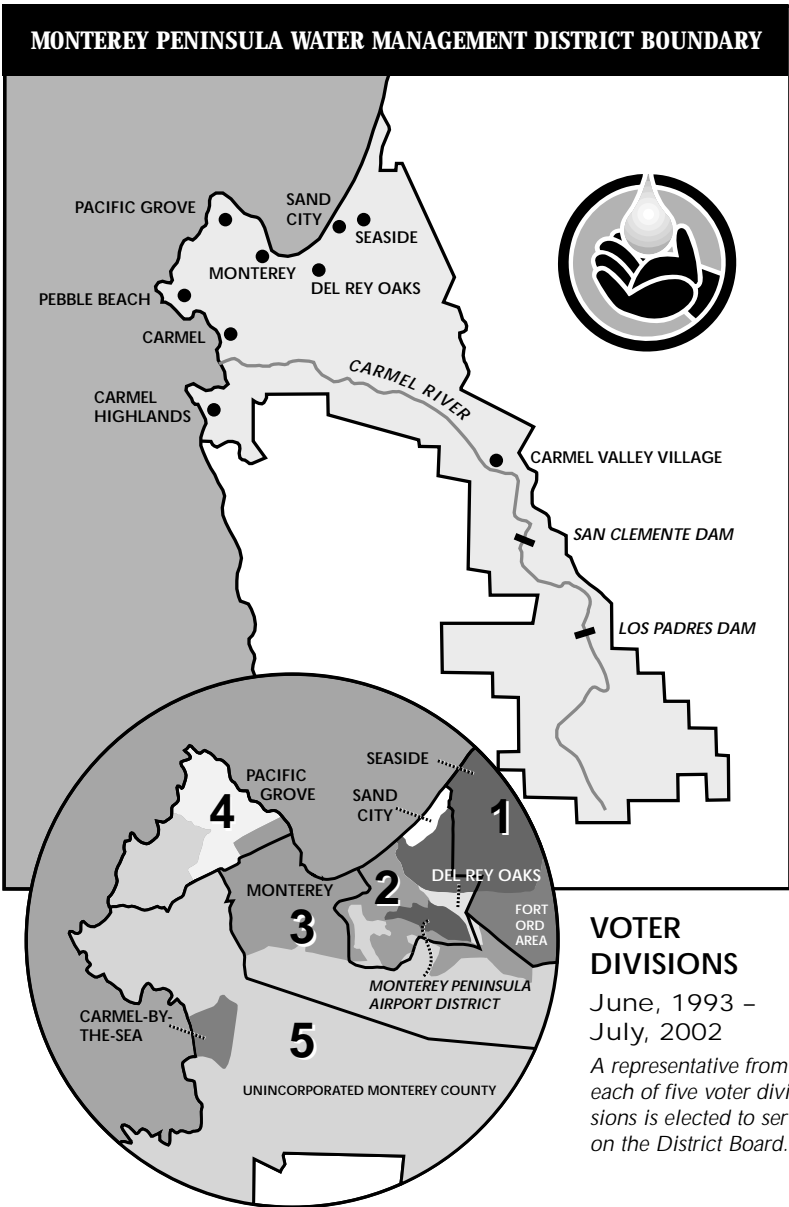 MONTEREY PENINSULA WATER MANAGEMENT DISTRICT BOUNDARY
PACIFIC GROVE
SAND
CITY
SEASIDE
MONTEREY
DEL REY OAKS
PEBBLE BEACH
CARMEL
CARMEL RIVER
CARMEL
HIGHLANDS
CARMEL VALLEY VILLAGE
SAN CLEMENTE DAM
LOS PADRES DAM
SEASIDE
PACIFIC
GROVE
SAND
CITY
4
1
DEL REY OAKS
MONTEREY
2
3
FORT
ORD
AREA
MONTEREY PENINSULA
AIRPORT DISTRICT
CARMEL-BY-
THE-SEA
5
UNINCORPORATED MONTEREY COUNTY
VOTER
DIVISIONS
June, 1993 –
July, 2002
A representative from
each of five voter divi
sions is elected to ser
on the District Board.